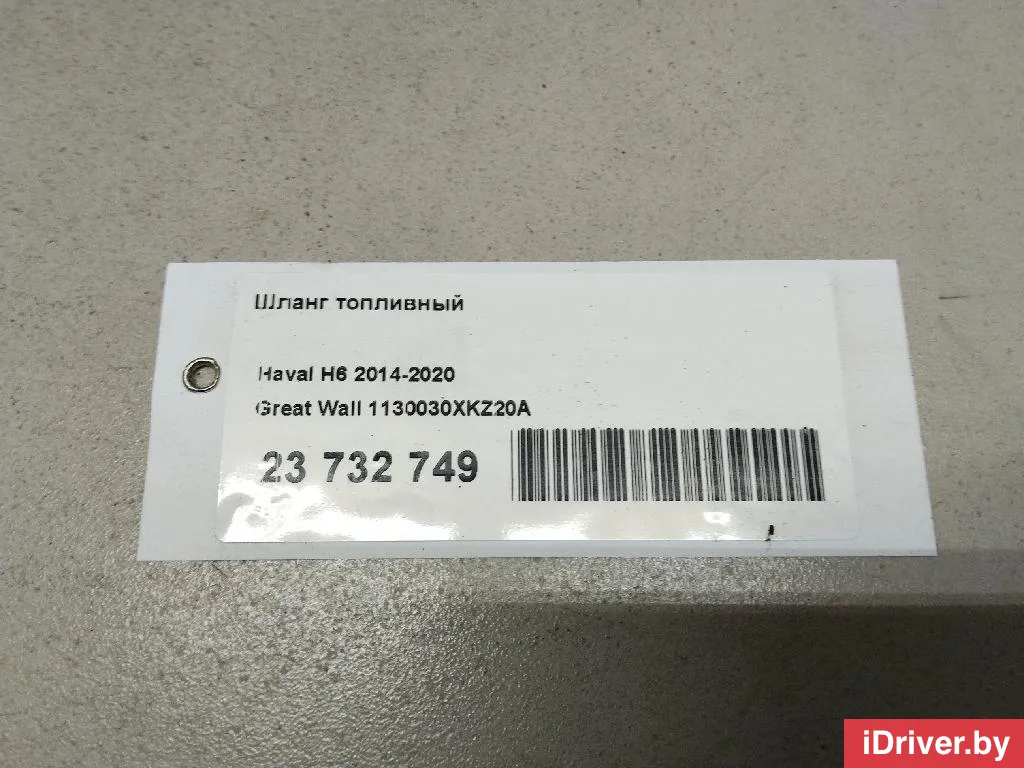 Шланг топливный
Haval H6 2014-2020
Great Wall 1130030XKZ20A
23 732 749
iDriver.by